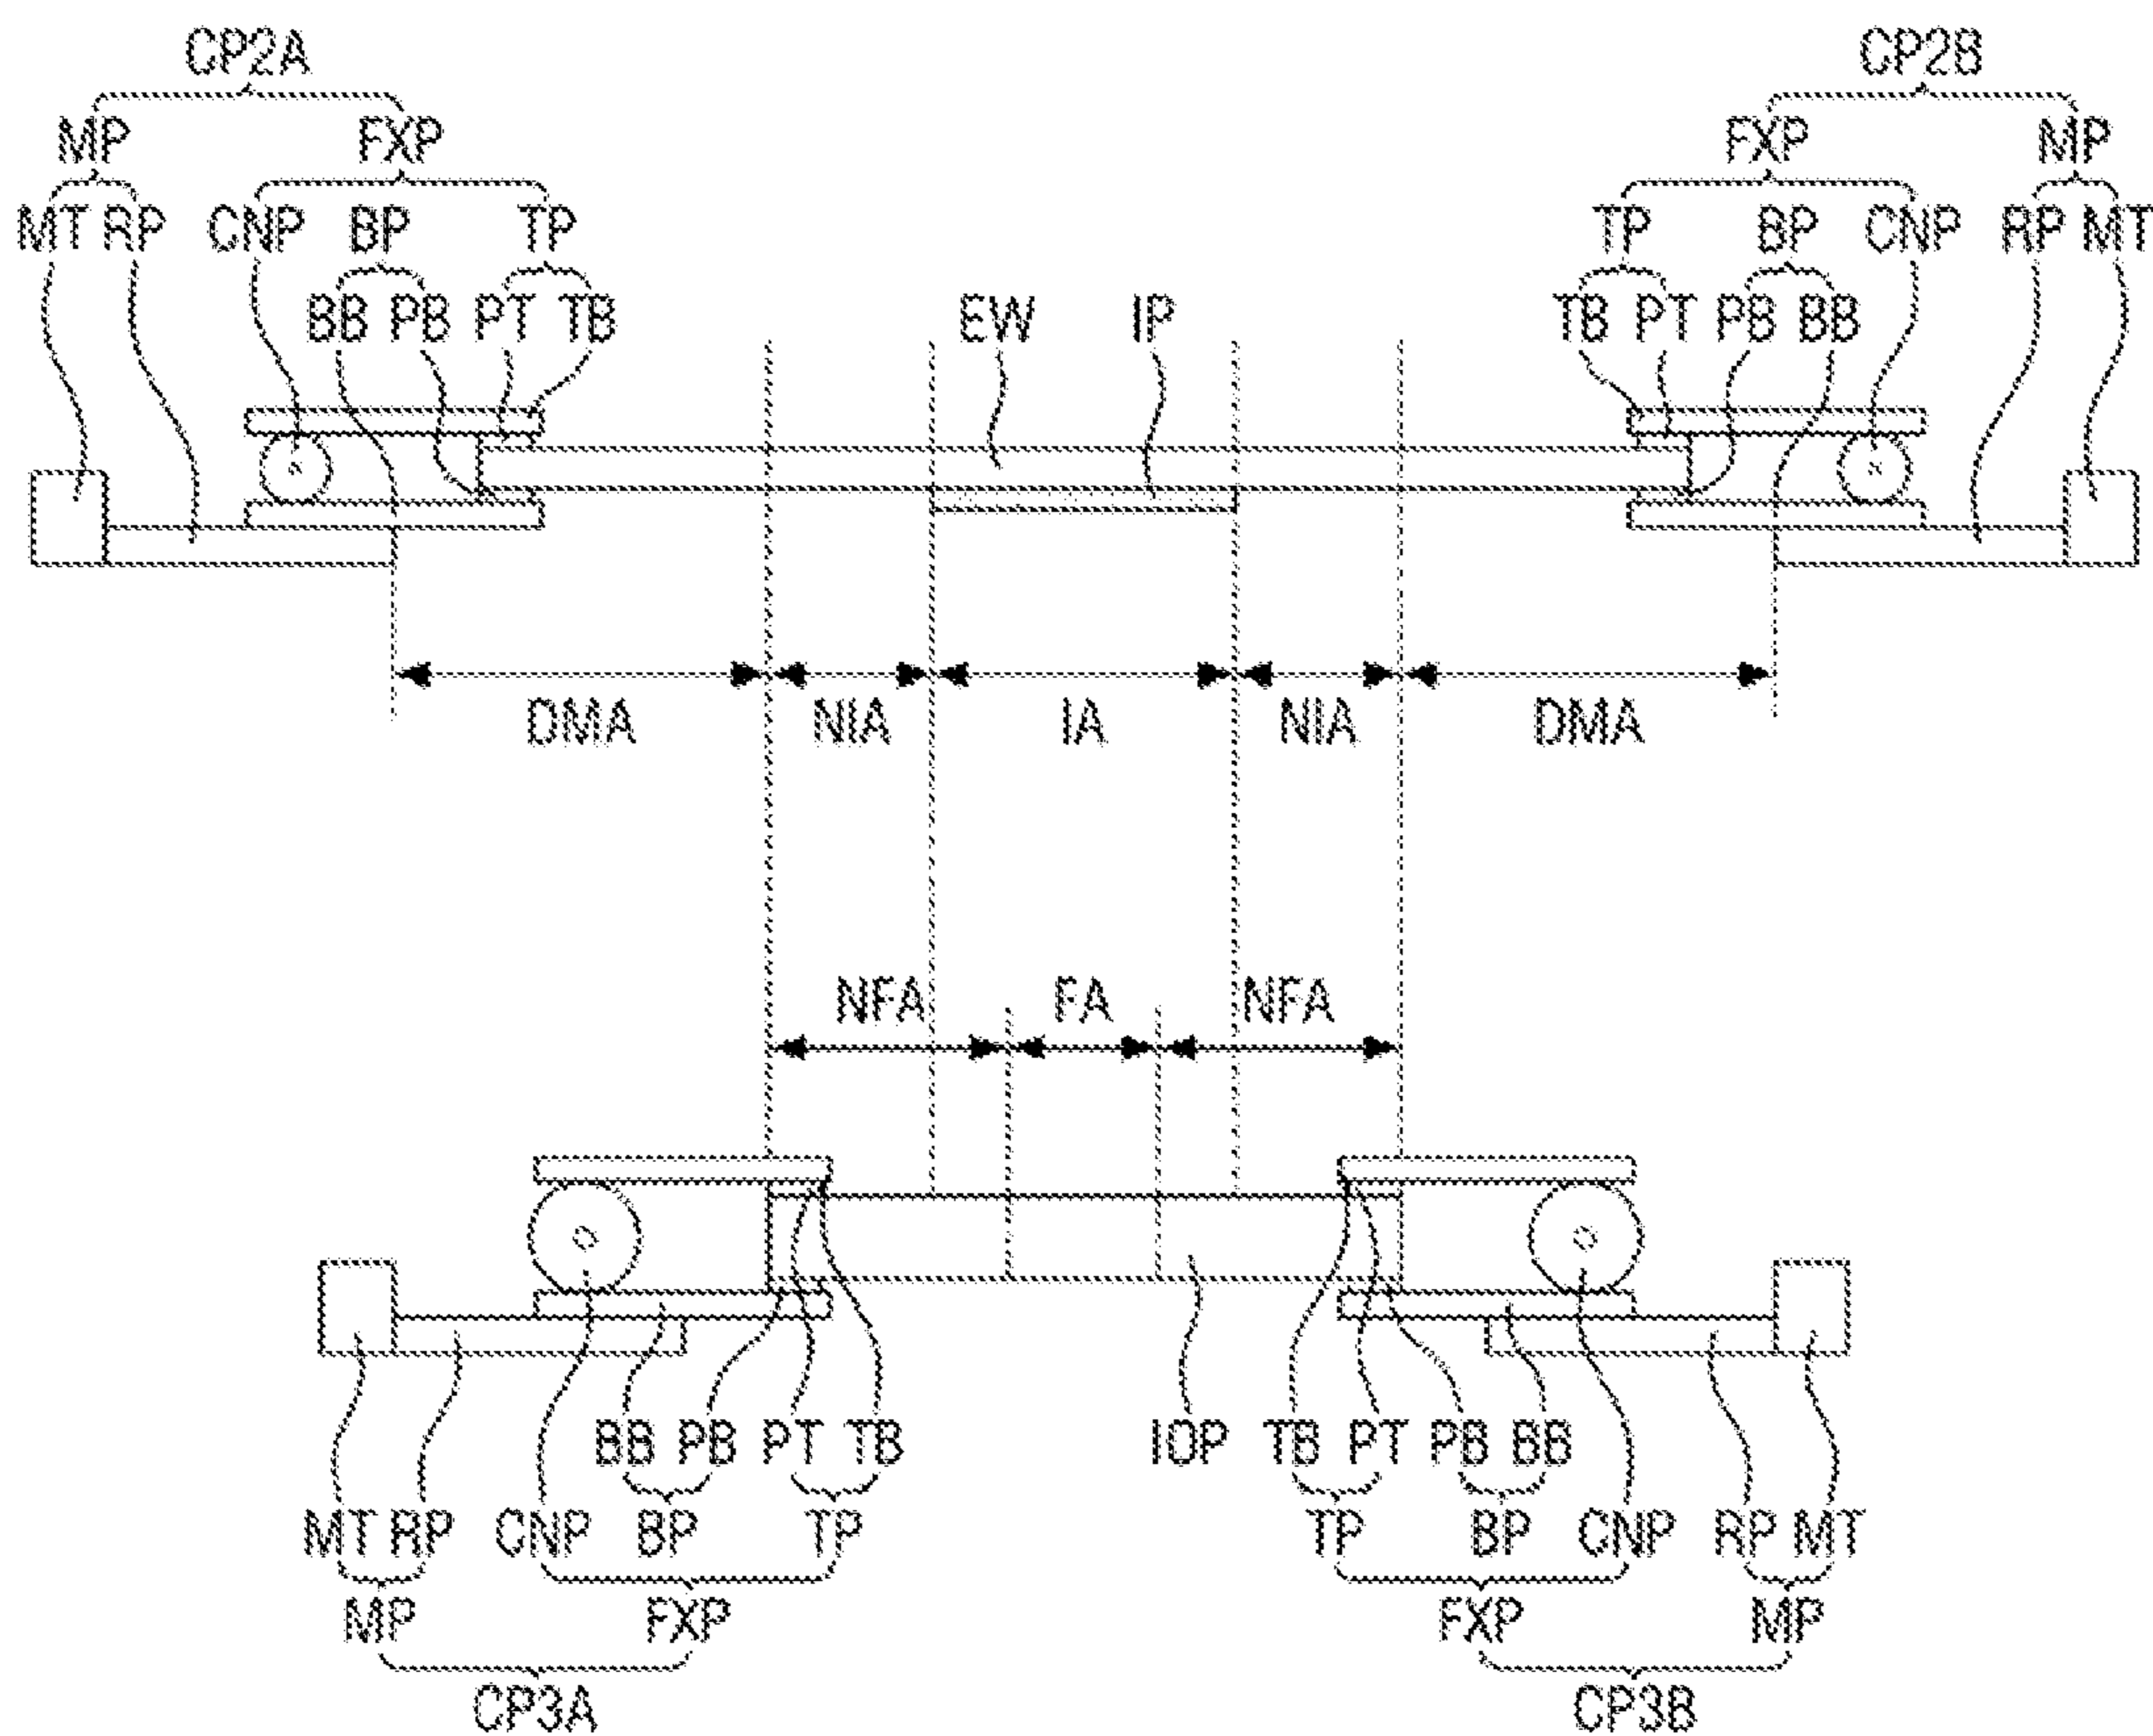 CP2A CP2B
MP FXP FXP MP
MT RP CNP BP TP TP BP CNP RP MT
BB PB PT TB EW IP TB PT PB BB
DMA NIA IA NIA DMA
NFA FA NFA
BB PB PT TB IOP TB PT PB BB
MT RP CNP BP TP TP BP CNP RP MT
MP FXP FXP MP
CP3A CP3B